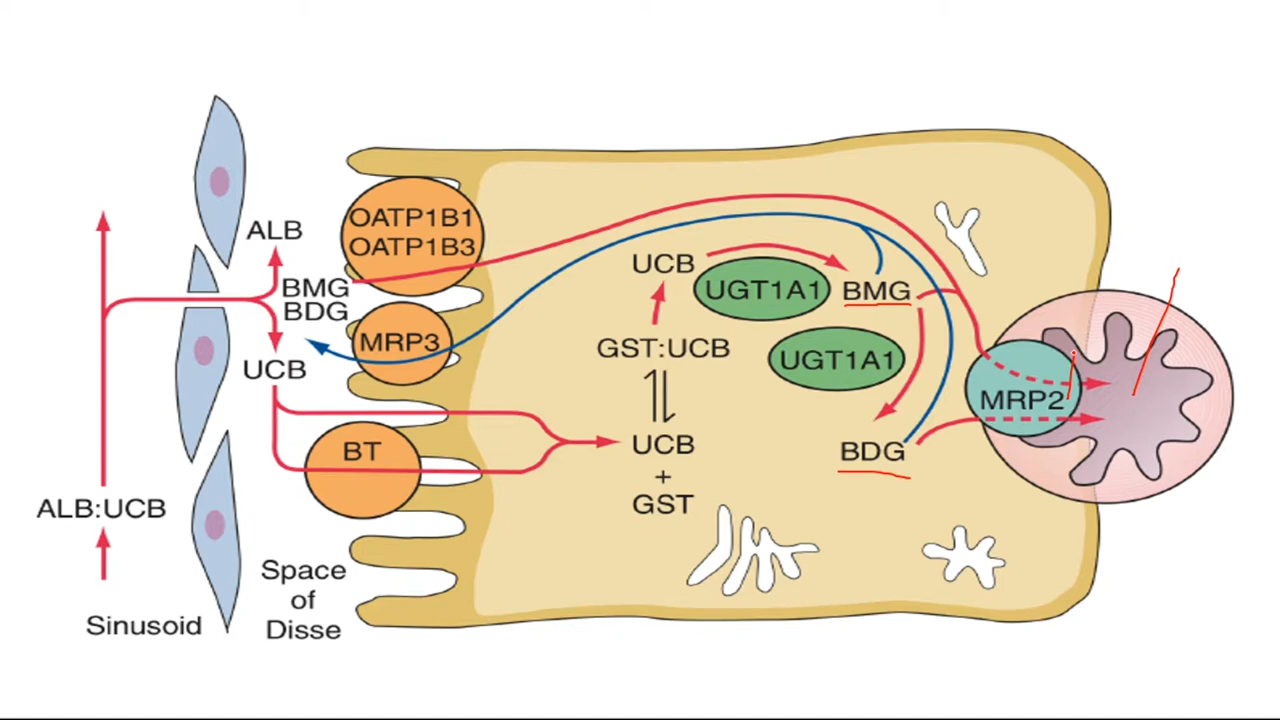 ALB
OATP1B1
OATP1B3
BMG
BDG
UCB
UGT1A1
BMG
MRP3
GST:UCB
UGT1A1
UCB
MRP2
BT
UCB
+
GST
BDG
ALB:UCB
Space
of
Disse
Sinusoid